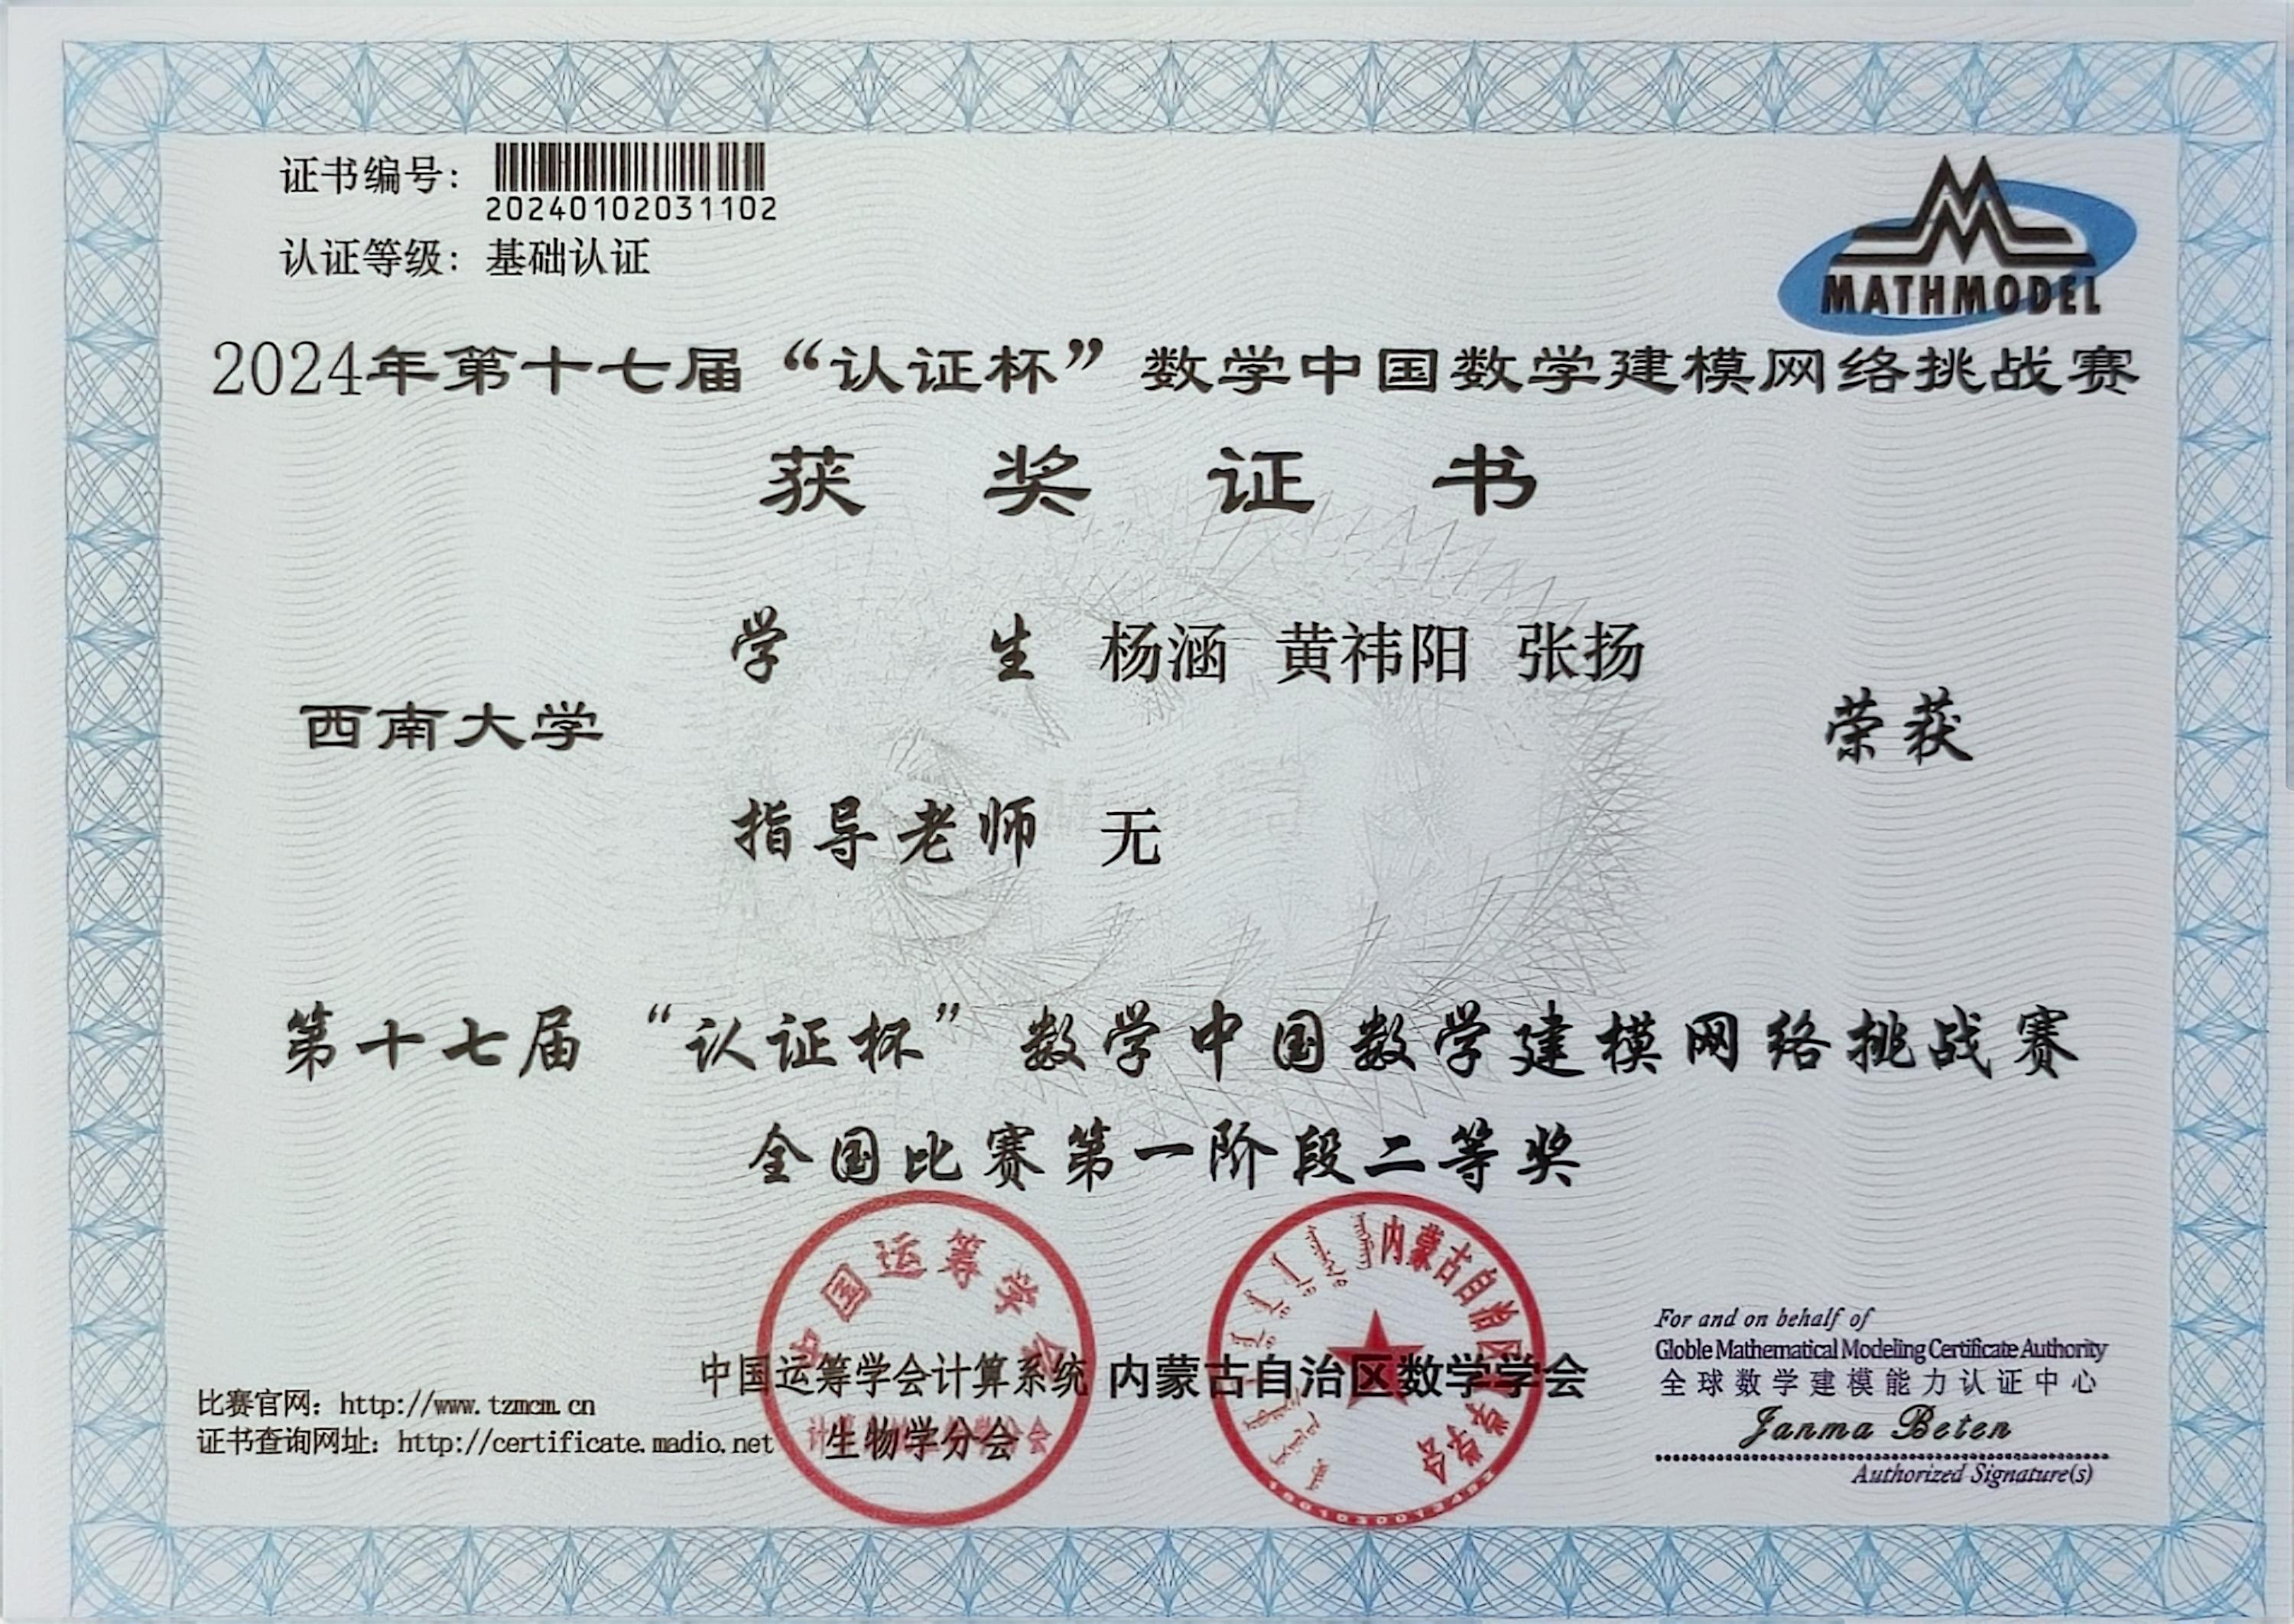 证书编号：
20240102031102
认证等级：基础认证
MATHMODEL
2024年第十七届“认证杯”数学中国数学建模网络挑战赛
获奖证书
学生 杨涵 黄祎阳 张扬
西南大学
荣获
指导老师 无
第十七届“认证杯”数学中国数学建模网络挑战赛
全国比赛第一阶段二等奖
中国运筹学会
中国运筹学会计算系统
生物学分会
内蒙古自治区数学学会
内蒙古自治区数学学会
比赛官网：http://www.tzmcm.cn
证书查询网址：http://certificate.madio.net
For and on behalf of
Globle Mathematical Modeling Certificate Authority
全球数学建模能力认证中心
Janma Beten
Authorized Signature(s)